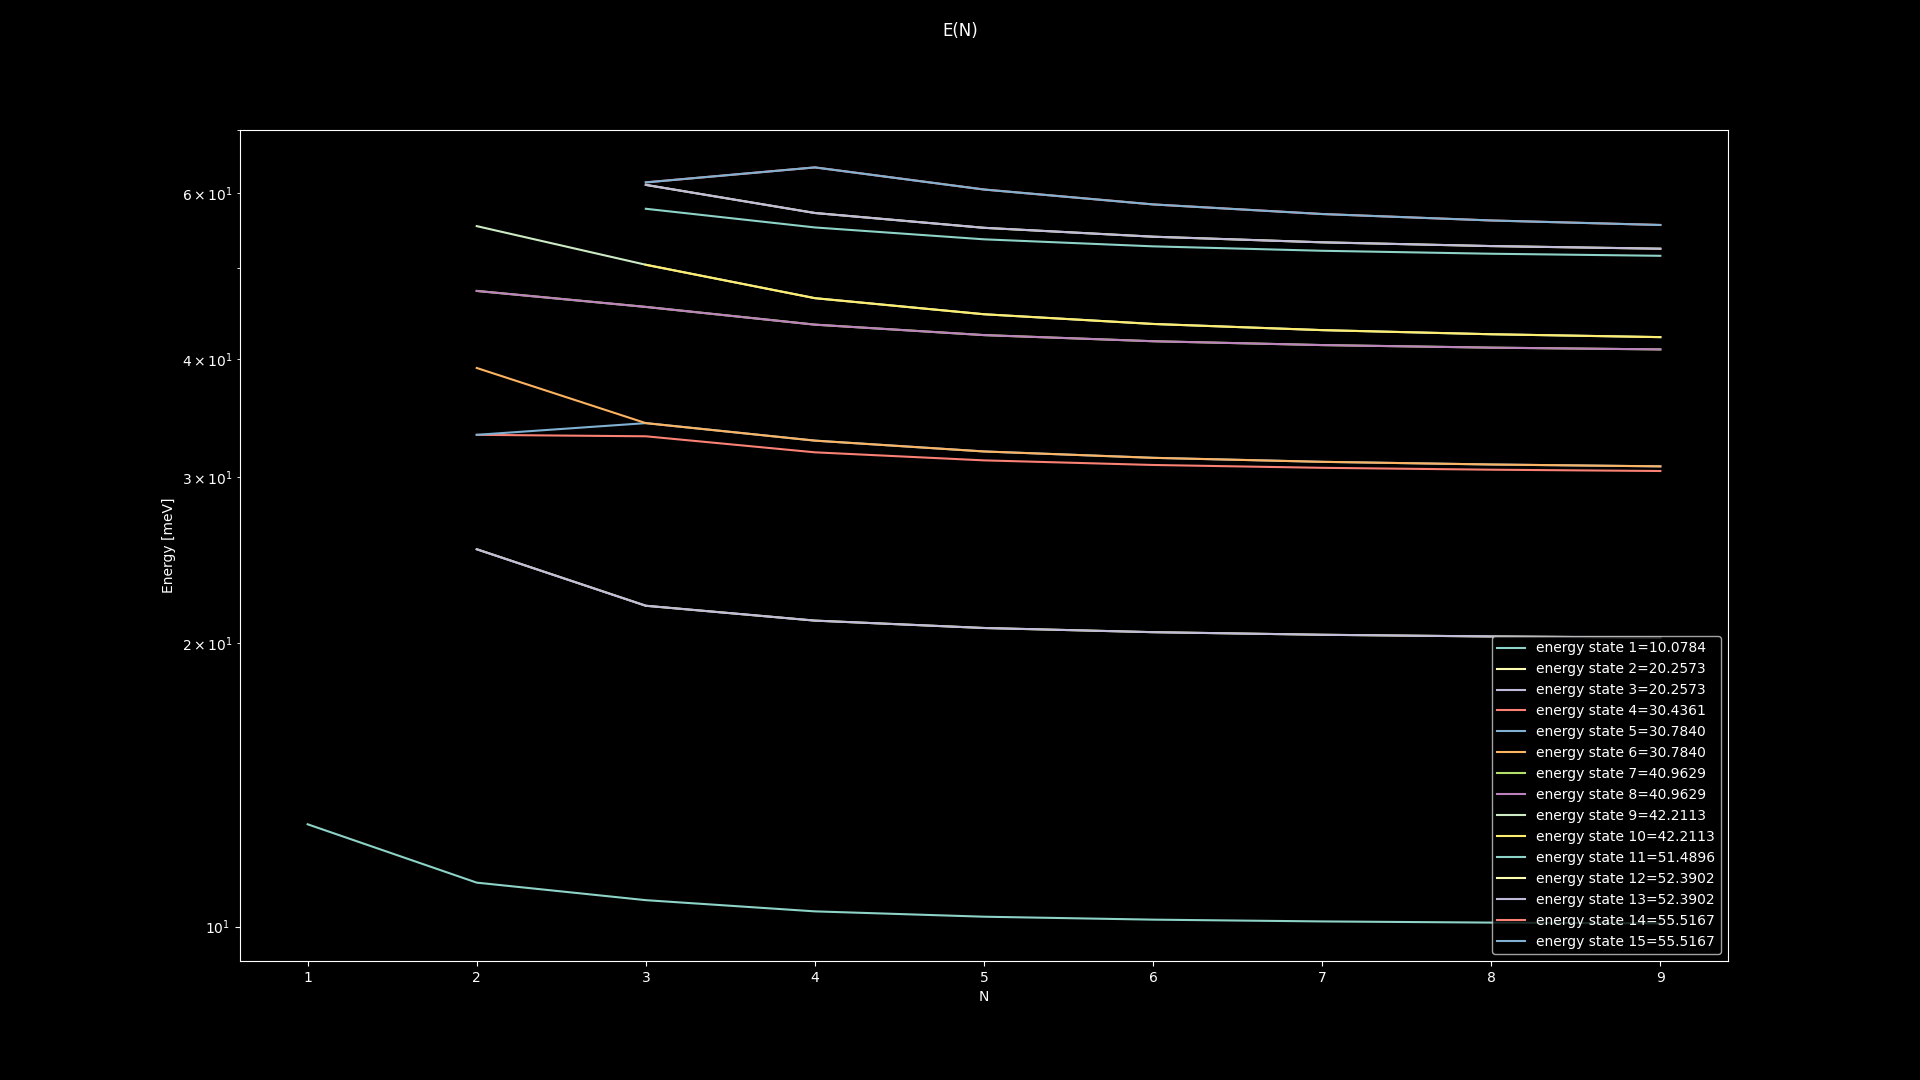 E(N)
6 × 10¹
4 × 10¹
3 × 10¹
2 × 10¹
10¹
Energy [meV]
1 2 3 4 5 6 7 8 9
N
energy state 1=10.0784
energy state 2=20.2573
energy state 3=20.2573
energy state 4=30.4361
energy state 5=30.7840
energy state 6=30.7840
energy state 7=40.9629
energy state 8=40.9629
energy state 9=42.2113
energy state 10=42.2113
energy state 11=51.4896
energy state 12=52.3902
energy state 13=52.3902
energy state 14=55.5167
energy state 15=55.5167